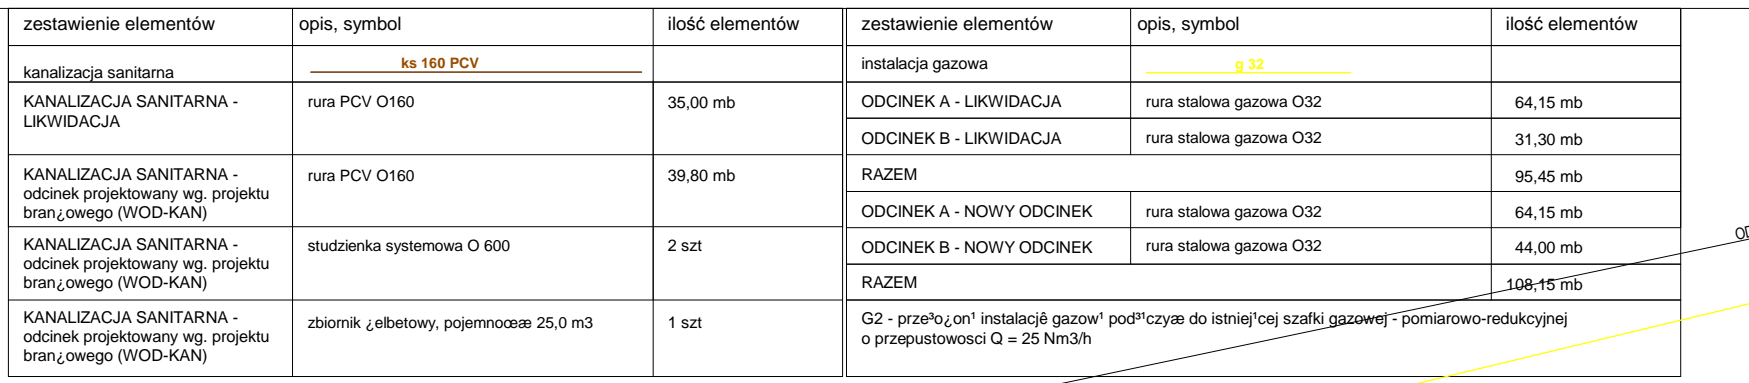 zestawienie elementów opis, symbol ilość elementów
kanalizacja sanitarna ks 160 PCV
KANALIZACJA SANITARNA - rura PCV O160 35,00 mb
LIKWIDACJA
KANALIZACJA SANITARNA - rura PCV O160 39,80 mb
odcinek projektowany wg. projektu
bran¿owego (WOD-KAN)
KANALIZACJA SANITARNA - studzienka systemowa O 600 2 szt
odcinek projektowany wg. projektu
bran¿owego (WOD-KAN)
KANALIZACJA SANITARNA - zbiornik ¿elbetowy, pojemnoœæ 25,0 m3 1 szt
odcinek projektowany wg. projektu
bran¿owego (WOD-KAN)
zestawienie elementów opis, symbol ilość elementów
instalacja gazowa g 32
ODCINEK A - LIKWIDACJA rura stalowa gazowa O32 64,15 mb
ODCINEK B - LIKWIDACJA rura stalowa gazowa O32 31,30 mb
RAZEM 95,45 mb
ODCINEK A - NOWY ODCINEK rura stalowa gazowa O32 64,15 mb
ODCINEK B - NOWY ODCINEK rura stalowa gazowa O32 44,00 mb
RAZEM 108,15 mb
G2 - prze³o¿on¹ instalacjê gazow¹ pod³¹czyæ do istniej¹cej szafki gazowej - pomiarowo-redukcyjnej
o przepustowosci Q = 25 Nm3/h